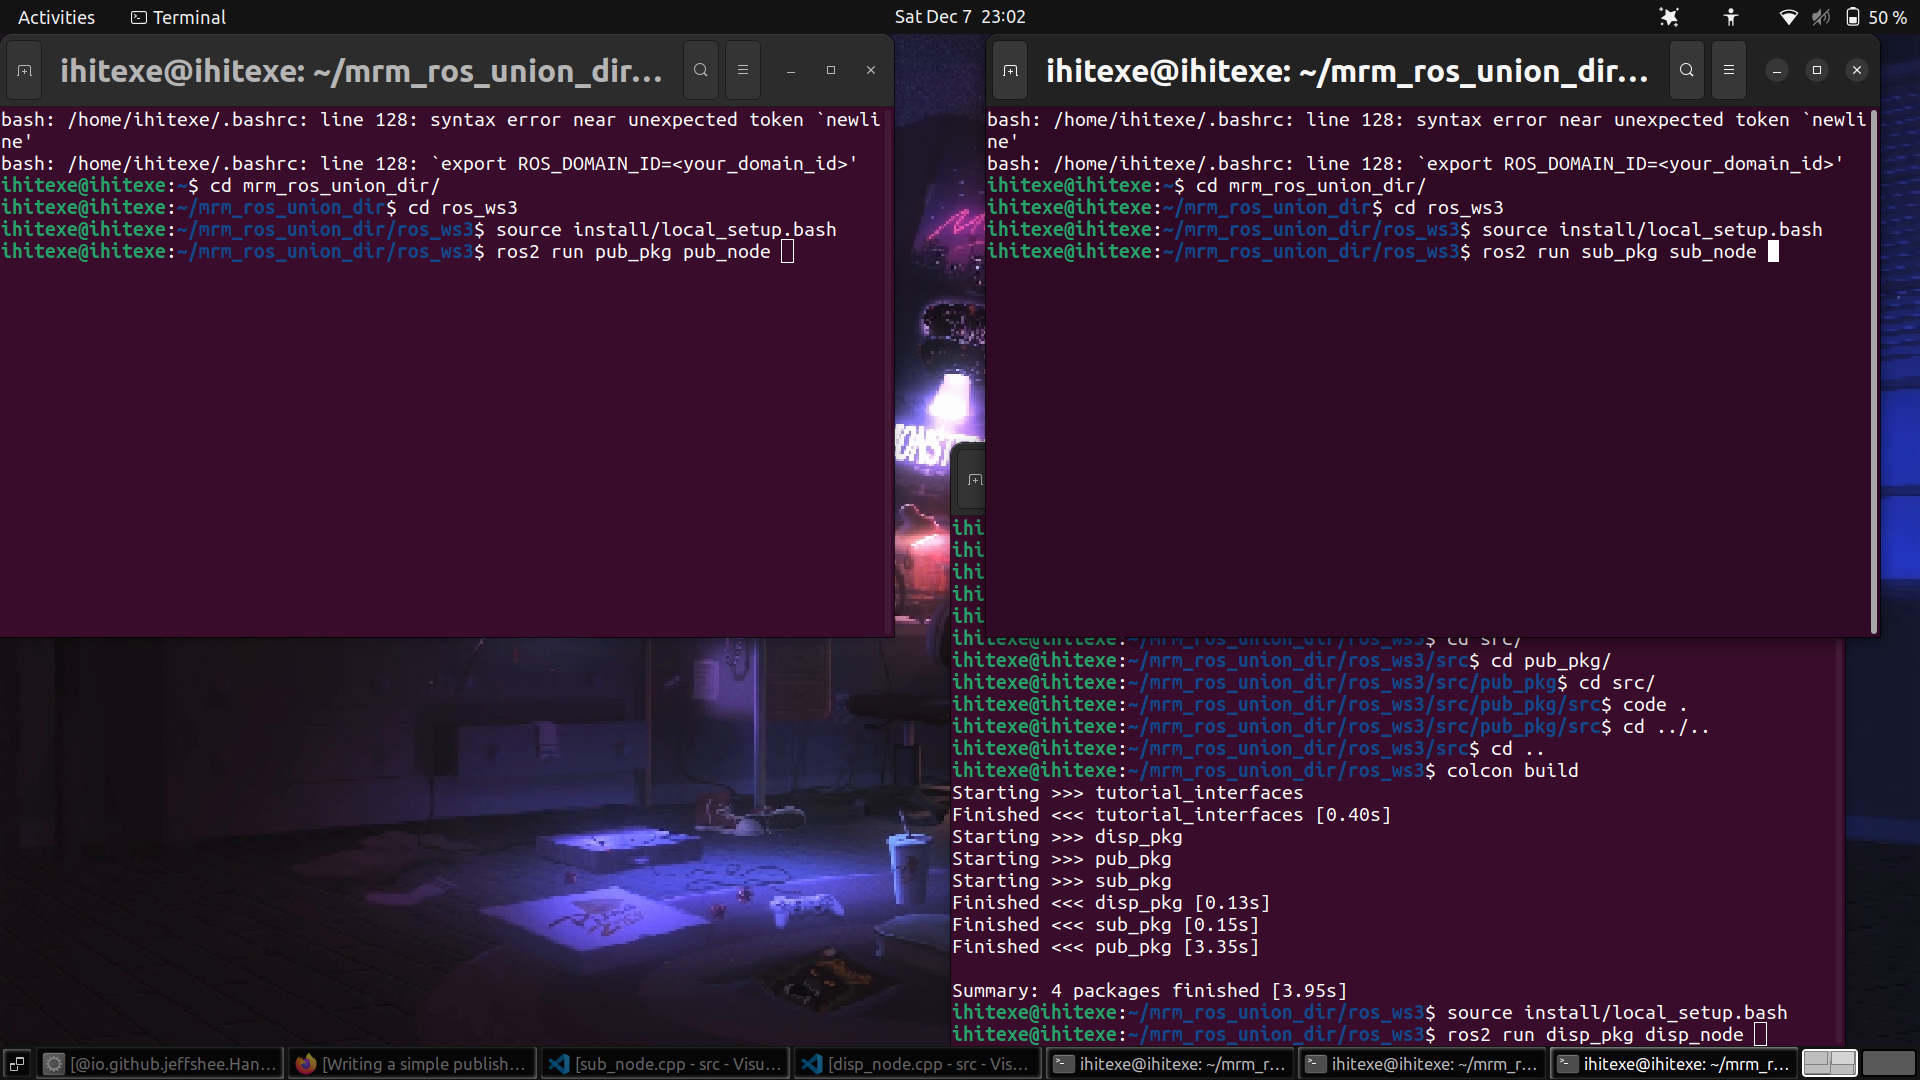 Activities
Terminal
Sat Dec 7 23:02
50 %
ihitexe@ihitexe: ~/mrm_ros_union_dir...
bash: /home/ihitexe/.bashrc: line 128: syntax error near unexpected token `newli
ne'
bash: /home/ihitexe/.bashrc: line 128: `export ROS_DOMAIN_ID=<your_domain_id>'
ihitexe@ihitexe:~$ cd mrm_ros_union_dir/
ihitexe@ihitexe:~/mrm_ros_union_dir$ cd ros_ws3
ihitexe@ihitexe:~/mrm_ros_union_dir/ros_ws3$ source install/local_setup.bash
ihitexe@ihitexe:~/mrm_ros_union_dir/ros_ws3$ ros2 run pub_pkg pub_node
ihitexe@ihitexe: ~/mrm_ros_union_dir...
bash: /home/ihitexe/.bashrc: line 128: syntax error near unexpected token `newli
ne'
bash: /home/ihitexe/.bashrc: line 128: `export ROS_DOMAIN_ID=<your_domain_id>'
ihitexe@ihitexe:~$ cd mrm_ros_union_dir/
ihitexe@ihitexe:~/mrm_ros_union_dir$ cd ros_ws3
ihitexe@ihitexe:~/mrm_ros_union_dir/ros_ws3$ source install/local_setup.bash
ihitexe@ihitexe:~/mrm_ros_union_dir/ros_ws3$ ros2 run sub_pkg sub_node
ihi
ihi
ihi
ihi
ihi
ihitexe@ihitexe:~/mrm_ros_union_dir/ros_ws3$ cd src/
ihitexe@ihitexe:~/mrm_ros_union_dir/ros_ws3/src$ cd pub_pkg/
ihitexe@ihitexe:~/mrm_ros_union_dir/ros_ws3/src/pub_pkg$ cd src/
ihitexe@ihitexe:~/mrm_ros_union_dir/ros_ws3/src/pub_pkg/src$ code .
ihitexe@ihitexe:~/mrm_ros_union_dir/ros_ws3/src/pub_pkg/src$ cd ../..
ihitexe@ihitexe:~/mrm_ros_union_dir/ros_ws3/src$ cd ..
ihitexe@ihitexe:~/mrm_ros_union_dir/ros_ws3$ colcon build
Starting >>> tutorial_interfaces
Finished <<< tutorial_interfaces [0.40s]
Starting >>> disp_pkg
Starting >>> pub_pkg
Starting >>> sub_pkg
Finished <<< disp_pkg [0.13s]
Finished <<< sub_pkg [0.15s]
Finished <<< pub_pkg [3.35s]
Summary: 4 packages finished [3.95s]
ihitexe@ihitexe:~/mrm_ros_union_dir/ros_ws3$ source install/local_setup.bash
ihitexe@ihitexe:~/mrm_ros_union_dir/ros_ws3$ ros2 run disp_pkg disp_node
[@io.github.jeffshee.Han...
[Writing a simple publish...
[sub_node.cpp - src - Visu...
[disp_node.cpp - src - Vis...
ihitexe@ihitexe: ~/mrm_r...
ihitexe@ihitexe: ~/mrm_r...
ihitexe@ihitexe: ~/mrm_r...